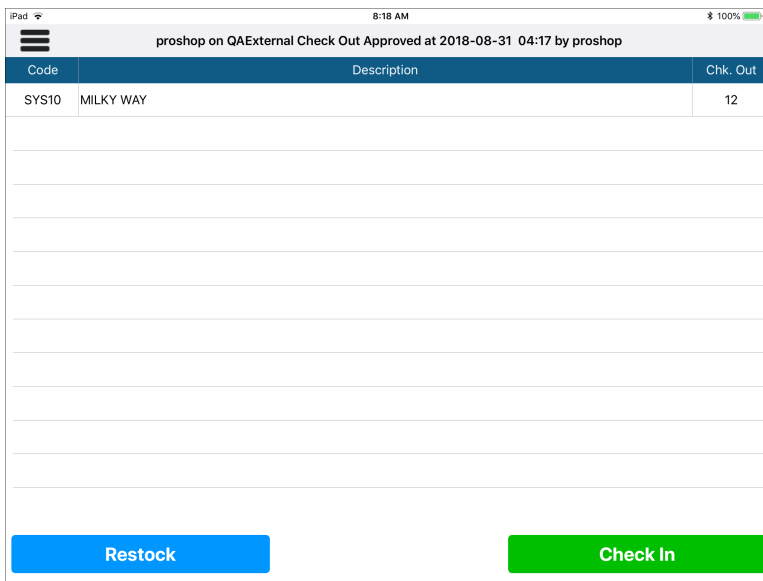 iPad 8:18 AM 100%
proshop on QAExternal Check Out Approved at 2018-08-31 04:17 by proshop
Code Description Chk. Out
SYS10 MILKY WAY 12
Restock Check In